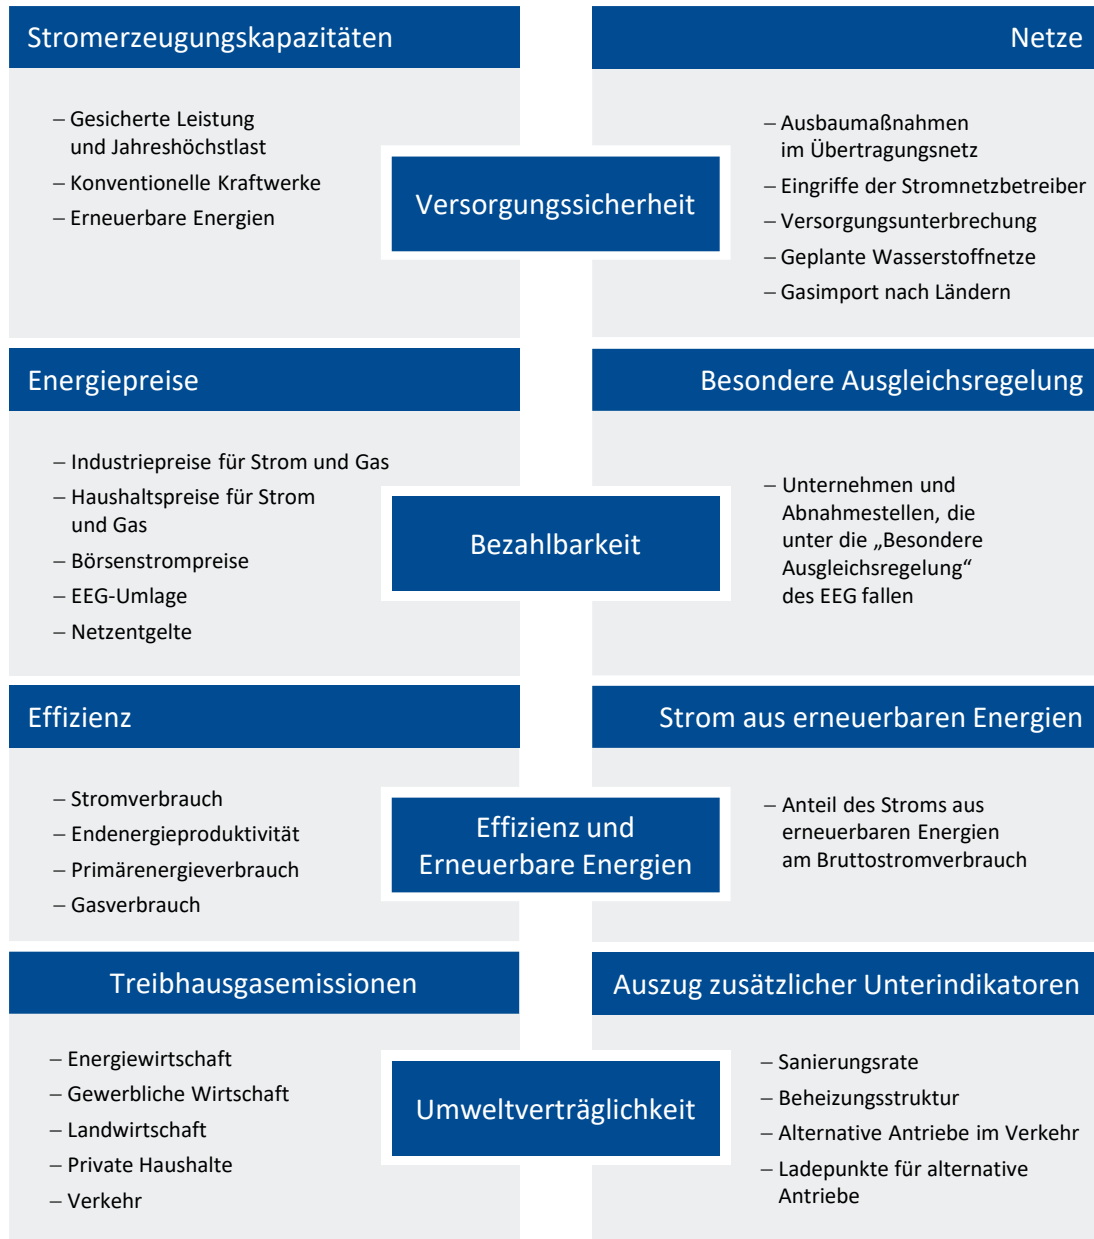 Stromerzeugungskapazitäten
– Gesicherte Leistung
und Jahreshöchstlast
– Konventionelle Kraftwerke
– Erneuerbare Energien
Versorgungssicherheit
Netze
– Ausbaumaßnahmen
im Übertragungsnetz
– Eingriffe der Stromnetzbetreiber
– Versorgungsunterbrechung
– Geplante Wasserstoffnetze
– Gasimport nach Ländern
Energiepreise
– Industriepreise für Strom und Gas
– Haushaltspreise für Strom
und Gas
– Börsenstrompreise
– EEG-Umlage
– Netzentgelte
Bezahlbarkeit
Besondere Ausgleichsregelung
– Unternehmen und
Abnahmestellen, die
unter die „Besondere
Ausgleichsregelung“
des EEG fallen
Effizienz
– Stromverbrauch
– Endenergieproduktivität
– Primärenergieverbrauch
– Gasverbrauch
Effizienz und
Erneuerbare Energien
Strom aus erneuerbaren Energien
– Anteil des Stroms aus
erneuerbaren Energien
am Bruttostromverbrauch
Treibhausgasemissionen
– Energiewirtschaft
– Gewerbliche Wirtschaft
– Landwirtschaft
– Private Haushalte
– Verkehr
Umweltverträglichkeit
Auszug zusätzlicher Unterindikatoren
– Sanierungsrate
– Beheizungsstruktur
– Alternative Antriebe im Verkehr
– Ladepunkte für alternative
Antriebe